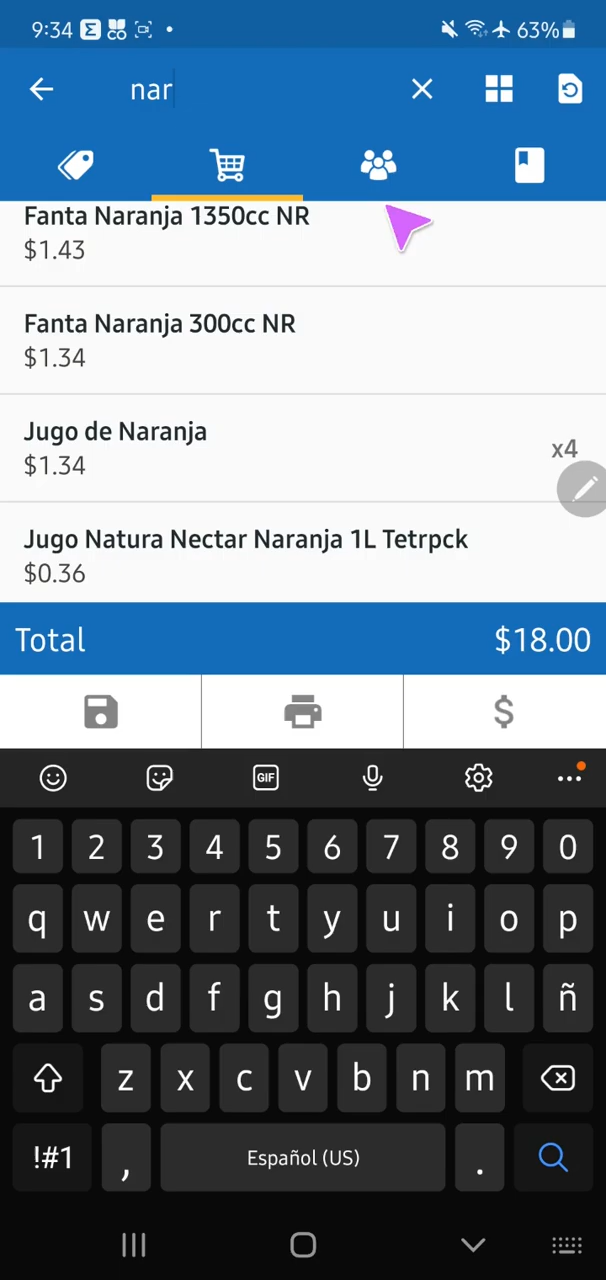 9:34
63%
nar
Fanta Naranja 1350cc NR
$1.43
Fanta Naranja 300cc NR
$1.34
Jugo de Naranja
$1.34
x4
Jugo Natura Nectar Naranja 1L Tetrpck
$0.36
Total $18.00
$
GIF
1 2 3 4 5 6 7 8 9 0
q w e r t y u i o p
a s d f g h j k l ñ
z x c v b n m
!#1 , Español (US) .